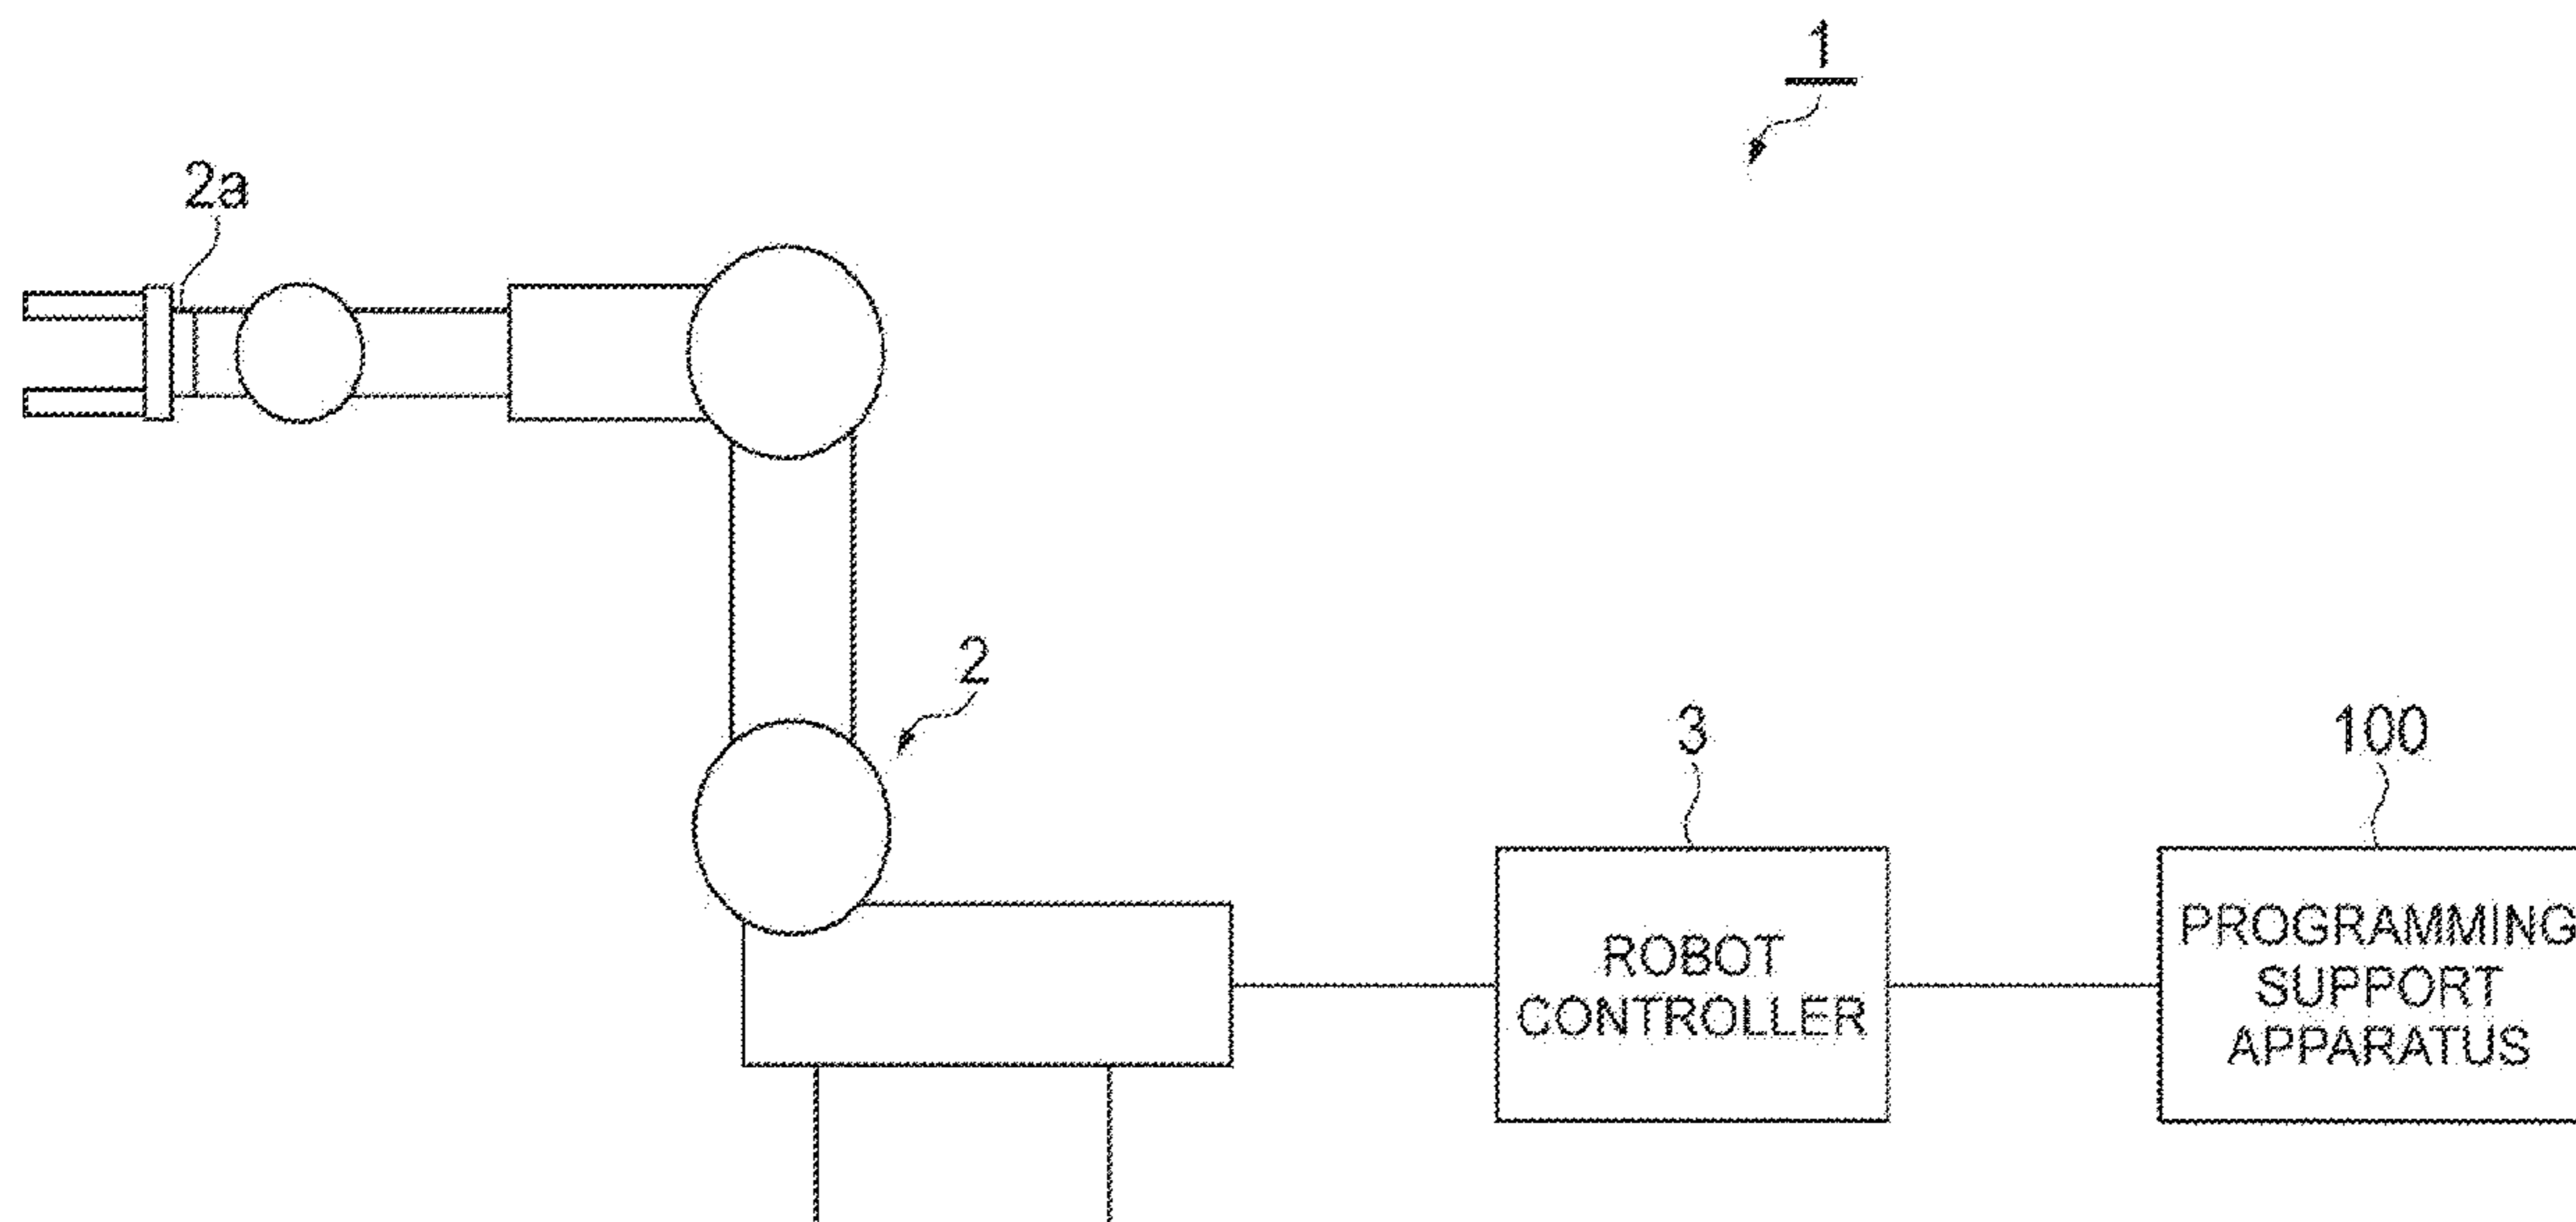 1
2a
2
3
100
ROBOT
CONTROLLER
PROGRAMMING
SUPPORT
APPARATUS